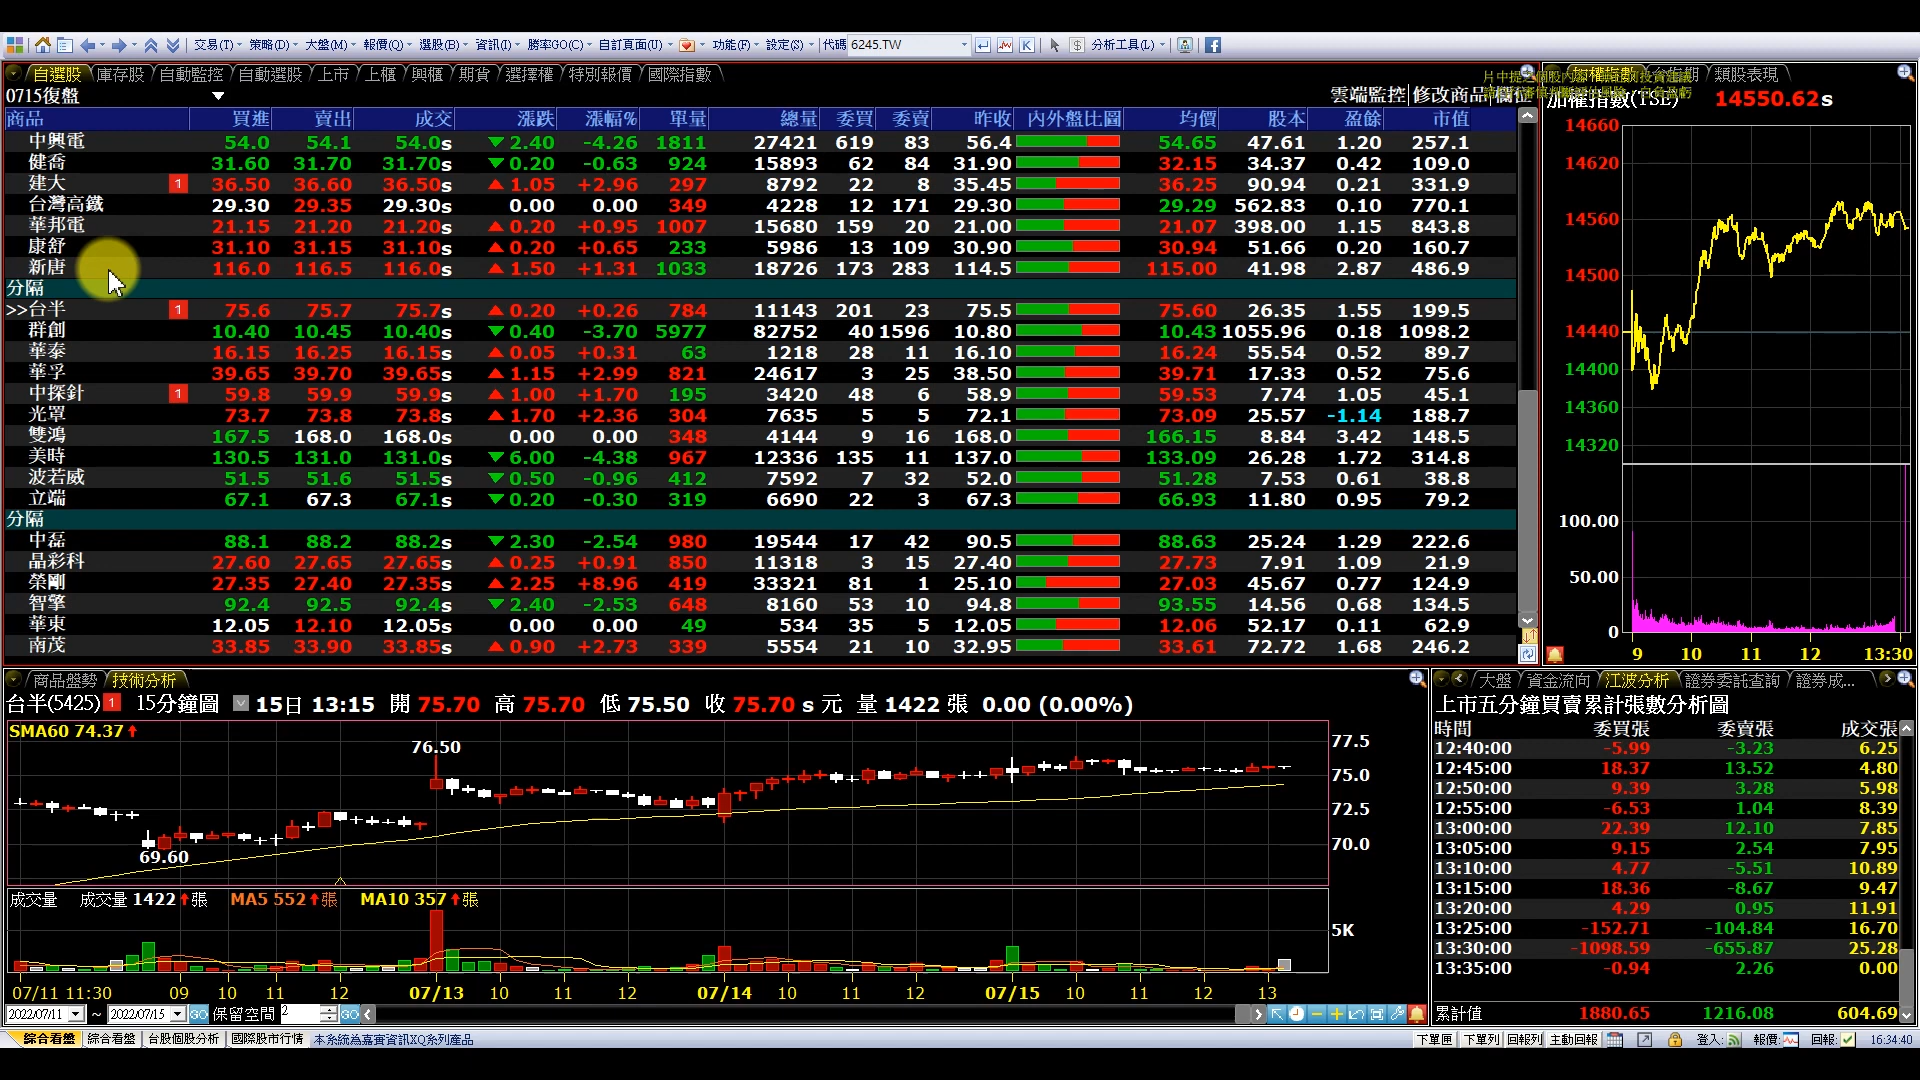 交易(T) 策略(D) 大盤(M) 報價(Q) 選股(B) 資訊(I) 勝率GO(C) 自訂頁面(U) 功能(F) 設定(S) 代碼 6245.TW 分析工具(L)
自選股 庫存股 自動監控 自動選股 上市 上櫃 興櫃 期貨 選擇權 特別報價 國際指數
0715復盤 雲端監控 修改商品 欄位
商品 買進 賣出 成交 漲跌 漲幅% 單量 總量 委買 委賣 昨收 內外盤比圖 均價 股本 盈餘 市值
中興電 54.0 54.1 54.0s ▼2.40 -4.26 1811 27421 619 83 56.4 54.65 47.61 1.20 257.1
健喬 31.60 31.70 31.70s ▼0.20 -0.63 924 15893 62 84 31.90 32.15 34.37 0.42 109.0
建大 1 36.50 36.60 36.50s ▲1.05 +2.96 297 8792 22 8 35.45 36.25 90.94 0.21 331.9
台灣高鐵 29.30 29.35 29.30s 0.00 0.00 349 4228 12 171 29.30 29.29 562.83 0.10 770.1
華邦電 21.15 21.20 21.20s ▲0.20 +0.95 1007 15680 159 20 21.00 21.07 398.00 1.15 843.8
康舒 31.10 31.15 31.10s ▲0.20 +0.65 233 5986 13 109 30.90 30.94 51.66 0.20 160.7
新唐 116.0 116.5 116.0s ▲1.50 +1.31 1033 18726 173 283 114.5 115.00 41.98 2.87 486.9
分隔
>>台半 1 75.6 75.7 75.7s ▲0.20 +0.26 784 11143 201 23 75.5 75.60 26.35 1.55 199.5
群創 10.40 10.45 10.40s ▼0.40 -3.70 5977 82752 40 1596 10.80 10.43 1055.96 0.18 1098.2
華泰 16.15 16.25 16.15s ▲0.05 +0.31 63 1218 28 11 16.10 16.24 55.54 0.52 89.7
華孚 39.65 39.70 39.65s ▲1.15 +2.99 821 24617 3 25 38.50 39.71 17.33 0.52 75.6
中探針 1 59.8 59.9 59.9s ▲1.00 +1.70 195 3420 48 6 58.9 59.53 7.74 1.05 45.1
光罩 73.7 73.8 73.8s ▲1.70 +2.36 304 7635 5 5 72.1 73.09 25.57 -1.14 188.7
雙鴻 167.5 168.0 168.0s 0.00 0.00 348 4144 9 16 168.0 166.15 8.84 3.42 148.5
美時 130.5 131.0 131.0s ▼6.00 -4.38 967 12336 135 11 137.0 133.09 26.28 1.72 314.8
波若威 51.5 51.6 51.5s ▼0.50 -0.96 412 7592 7 32 52.0 51.28 7.53 0.61 38.8
立端 67.1 67.3 67.1s ▼0.20 -0.30 319 6690 22 3 67.3 66.93 11.80 0.95 79.2
分隔
中磊 88.1 88.2 88.2s ▼2.30 -2.54 980 19544 17 42 90.5 88.63 25.24 1.29 222.6
晶彩科 27.60 27.65 27.65s ▲0.25 +0.91 850 11318 3 15 27.40 27.73 7.91 1.09 21.9
榮剛 27.35 27.40 27.35s ▲2.25 +8.96 419 33321 81 1 25.10 27.03 45.67 0.77 124.9
智擎 92.4 92.5 92.4s ▼2.40 -2.53 648 8160 53 10 94.8 93.55 14.56 0.68 134.5
華東 12.05 12.10 12.05s 0.00 0.00 49 534 35 5 12.05 12.06 52.17 0.11 62.9
南茂 33.85 33.90 33.85s ▲0.90 +2.73 339 5554 21 10 32.95 33.61 72.72 1.68 246.2
加權指數 類股表現
加權指數(TSE) 14550.62s
14660
14620
14560
14500
14440
14400
14360
14320
100.00
50.00
0
9 10 11 12 13:30
商品盤勢 技術分析
台半(5425) 1 15分鐘圖 15日 13:15 開 75.70 高 75.70 低 75.50 收 75.70 s 元 量 1422 張 0.00 (0.00%)
SMA60 74.37
76.50
69.60
77.5
75.0
72.5
70.0
成交量 成交量 1422 張 MA5 552 張 MA10 357 張
5K
07/11 11:30 09 10 11 12 07/13 10 11 12 07/14 10 11 12 07/15 10 11 12 13
2022/07/11 ~ 2022/07/15 GO 保留空間 2 GO
大盤 資金流向 江波分析 證券委託查詢 證券成...
上市五分鐘買賣累計張數分析圖
時間 委買張 委賣張 成交張
12:40:00 -5.99 -3.23 6.25
12:45:00 18.37 13.52 4.80
12:50:00 9.39 3.28 5.98
12:55:00 -6.53 1.04 8.39
13:00:00 22.39 12.10 7.85
13:05:00 9.15 2.54 7.95
13:10:00 4.77 -5.51 10.89
13:15:00 18.36 -8.67 9.47
13:20:00 4.29 0.95 11.91
13:25:00 -152.71 -104.84 16.70
13:30:00 -1098.59 -655.87 25.28
13:35:00 -0.94 2.26 0.00
累計值 1880.65 1216.08 604.69
綜合看盤 綜合看盤 台股個股分析 國際股市行情 本系統為嘉實資訊XQ系列產品 下單匣 下單列 回報列 主動回報 登入: 報價: 回報: 16:34:40